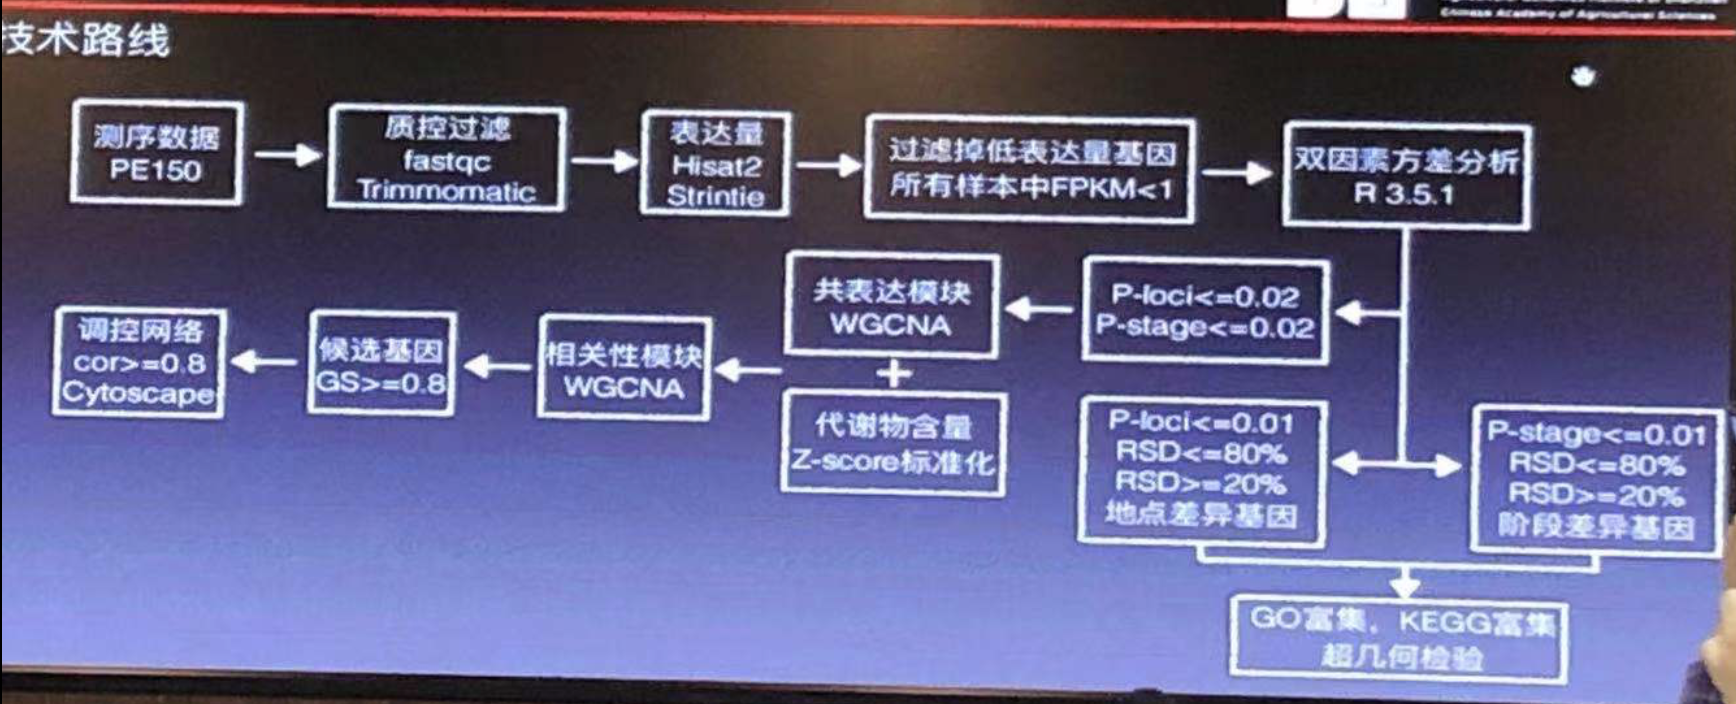 Chinese Academy of Agricultural Sciences
技术路线
测序数据
PE150
质控过滤
fastqc
Trimmomatic
表达量
Hisat2
Strintie
过滤掉低表达量基因
所有样本中FPKM<1
双因素方差分析
R 3.5.1
P-loci<=0.02
P-stage<=0.02
共表达模块
WGCNA
+
代谢物含量
Z-score标准化
相关性模块
WGCNA
候选基因
GS>=0.8
调控网络
cor>=0.8
Cytoscape
P-loci<=0.01
RSD<=80%
RSD>=20%
地点差异基因
P-stage<=0.01
RSD<=80%
RSD>=20%
阶段差异基因
GO富集、KEGG富集
超几何检验